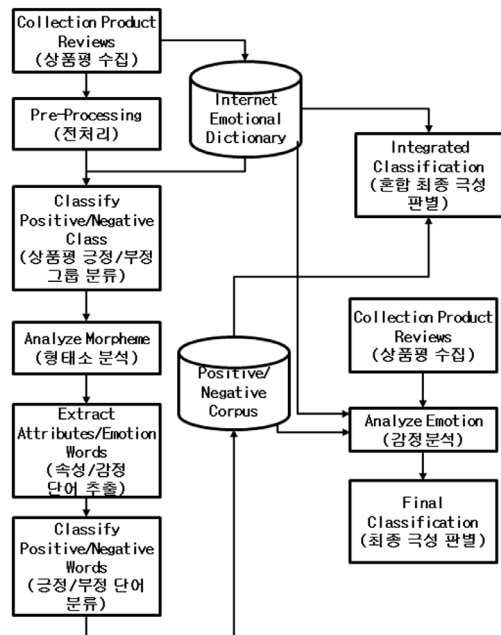 Collection Product
Reviews
(상품평 수집)
Pre-Processing
(전처리)
Classify
Positive/Negative
Class
(상품평 긍정/부정
그룹 분류)
Analyze Morpheme
(형태소 분석)
Extract
Attributes/Emotion
Words
(속성/감정
단어 추출)
Classify
Positive/Negative
Words
(긍정/부정 단어
분류)
Internet
Emotional
Dictionary
Positive/
Negative
Corpus
Integrated
Classification
(혼합 최종 극성
판별)
Collection Product
Reviews
(상품평 수집)
Analyze Emotion
(감정분석)
Final
Classification
(최종 극성 판별)